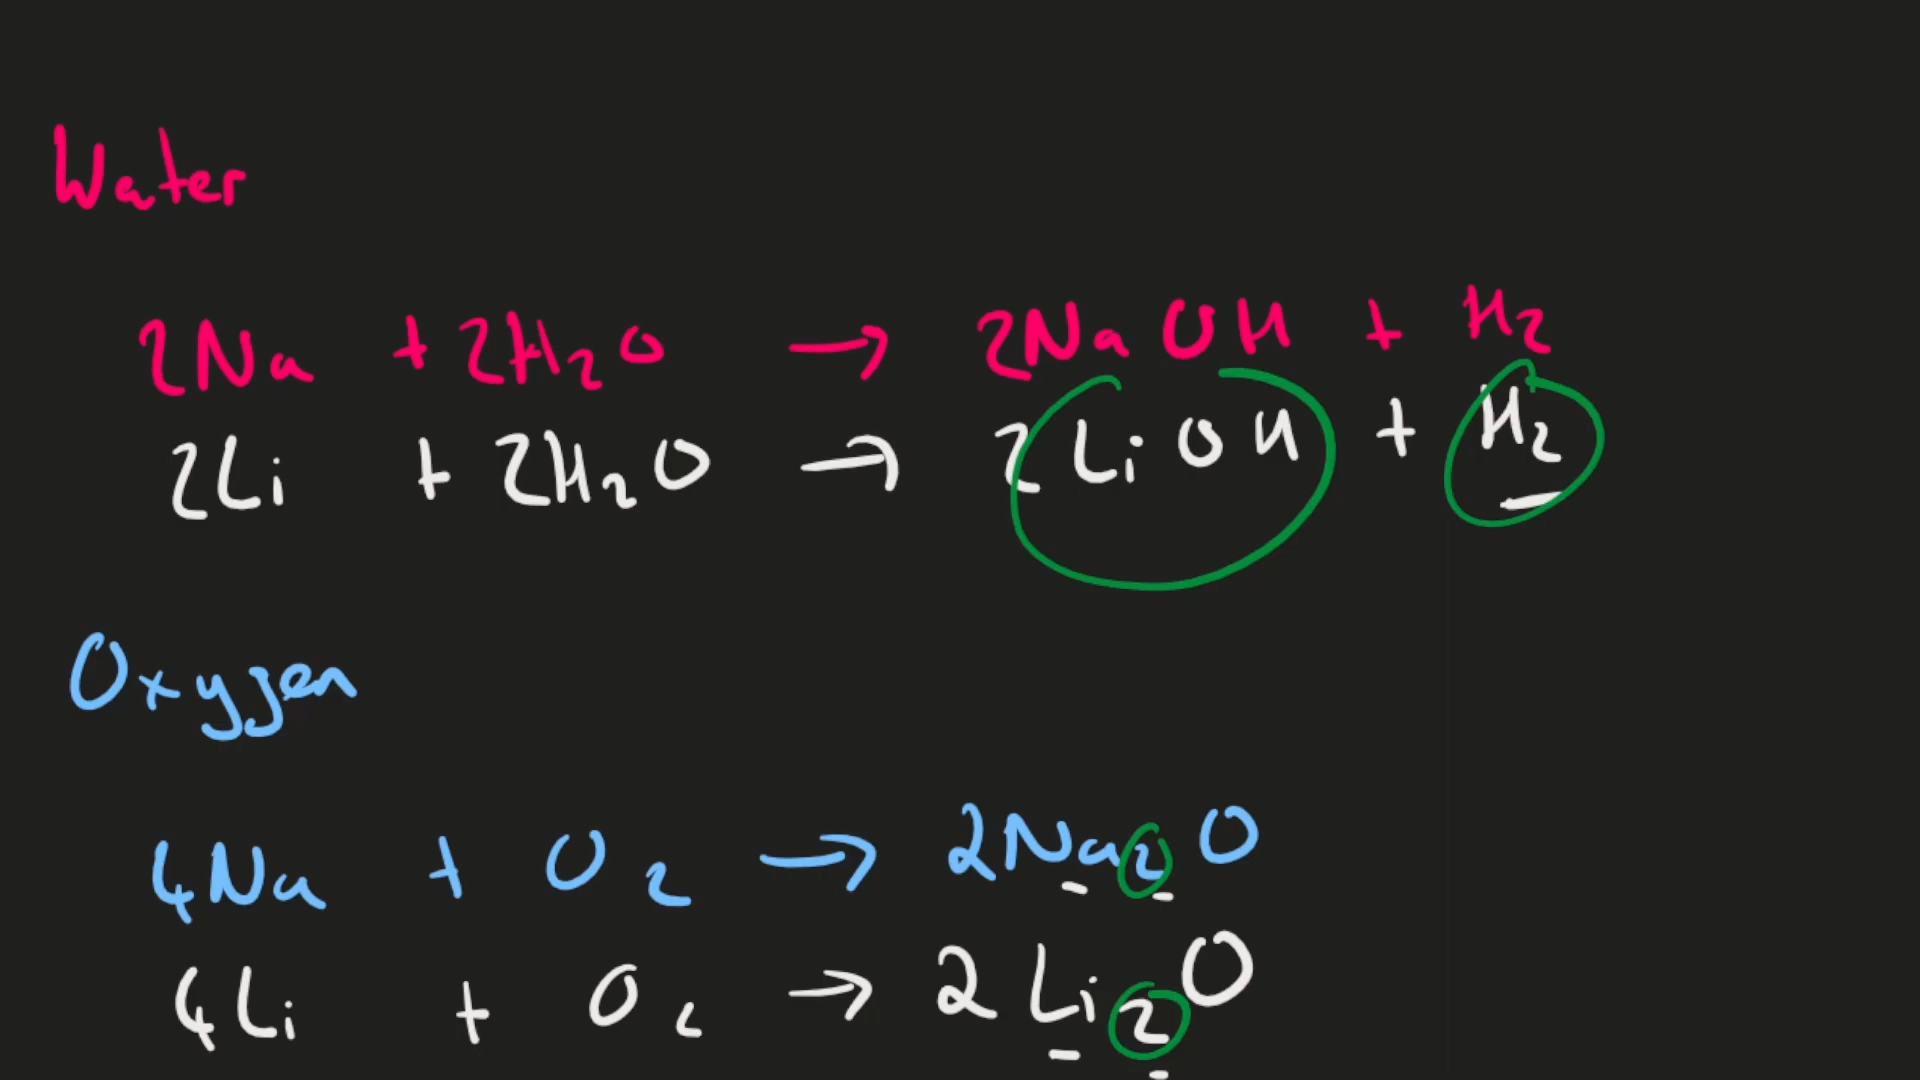 Water
2Na + 2H₂O → 2NaOH + H₂
2Li + 2H₂O → 2LiOH + H₂
Oxygen
4Na + O₂ → 2Na₂O
4Li + O₂ → 2Li₂O